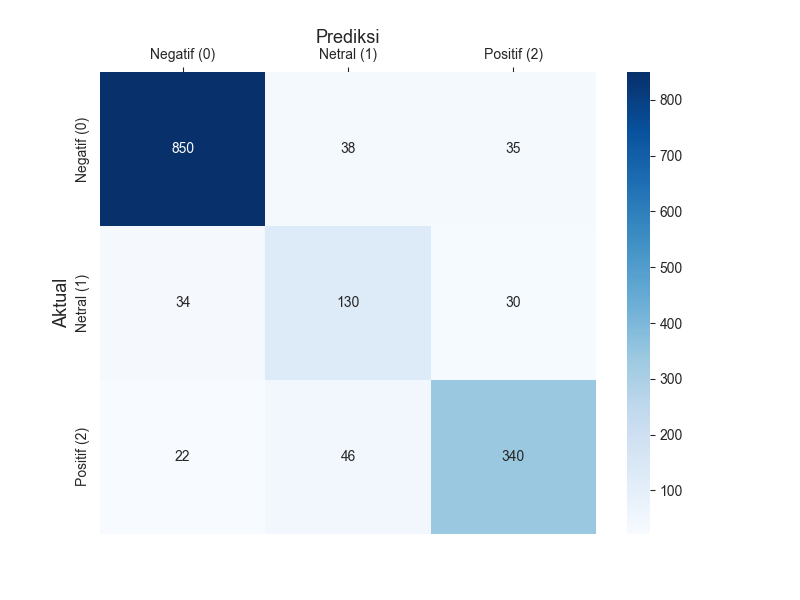 Prediksi
Negatif (0) Netral (1) Positif (2)
Aktual
Negatif (0) 850 38 35
Netral (1) 34 130 30
Positif (2) 22 46 340
800
700
600
500
400
300
200
100